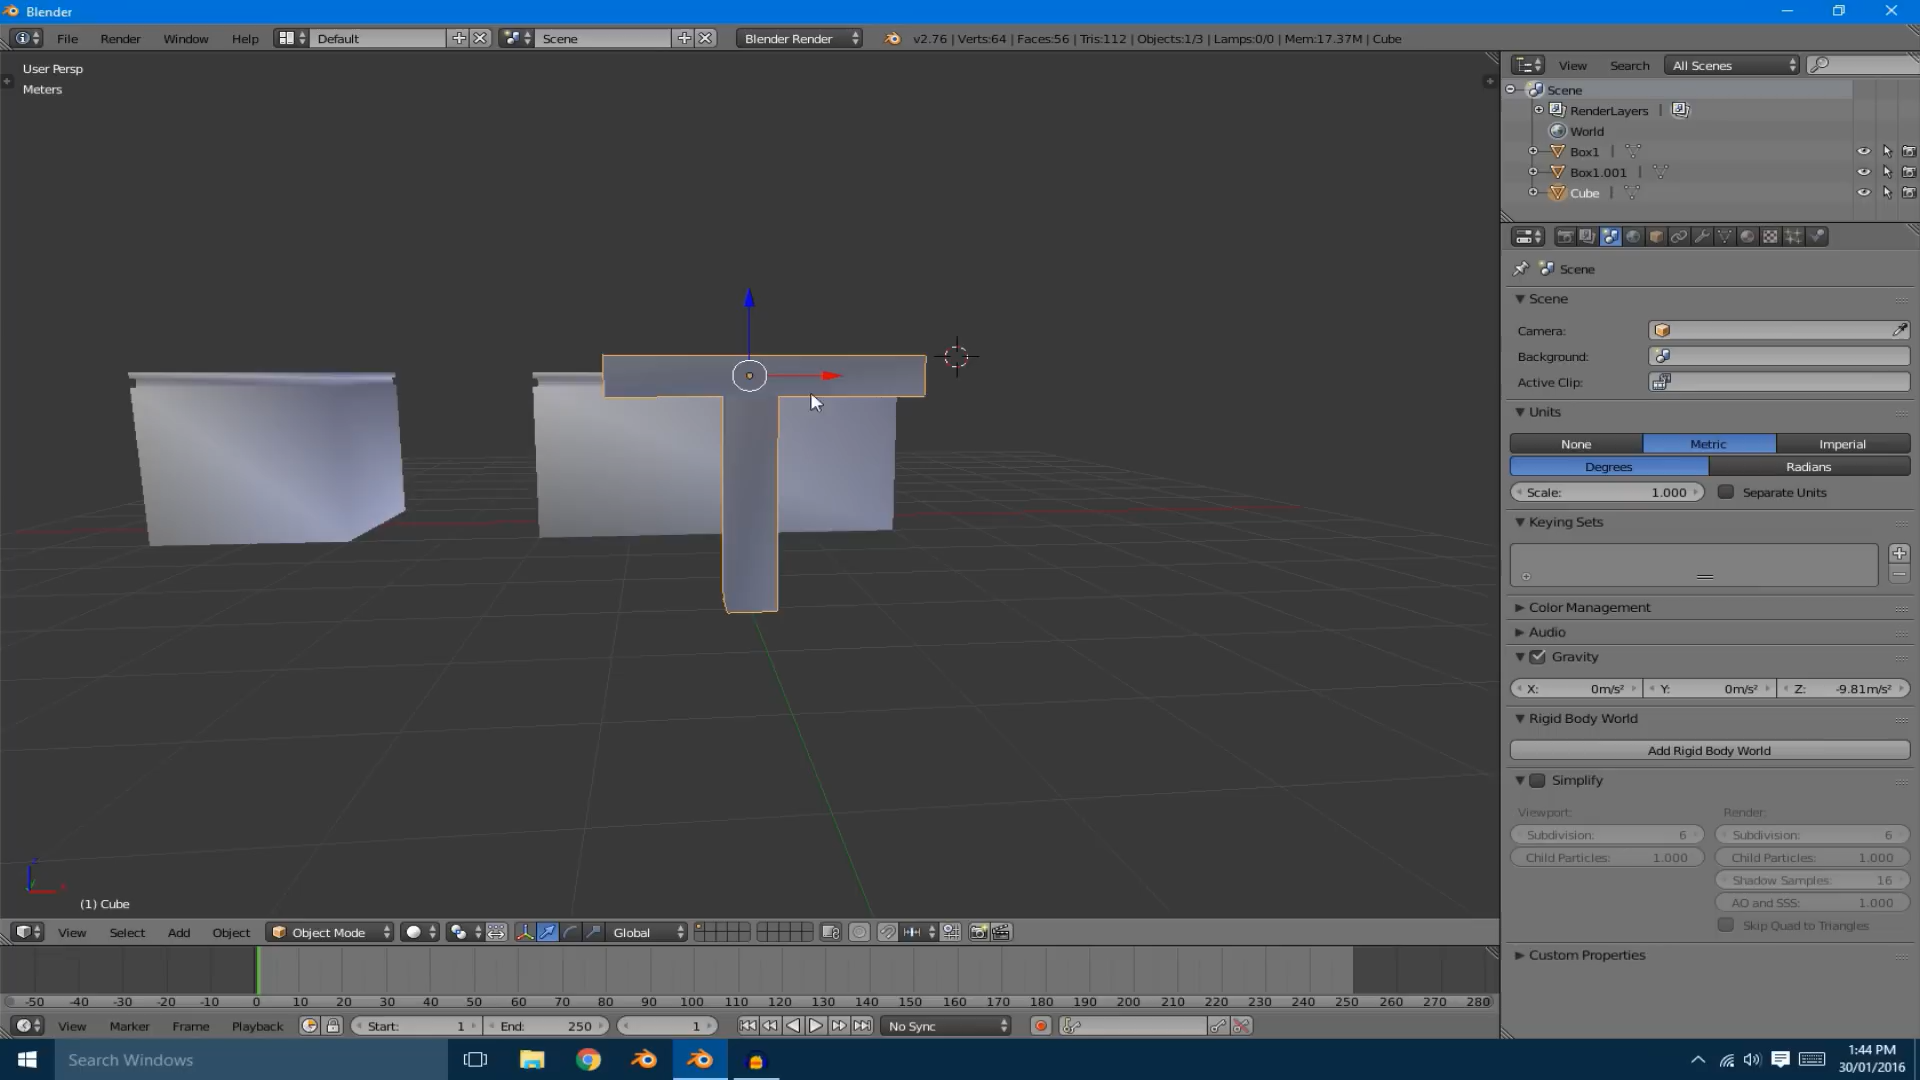 Blender
File Render Window Help Default Scene Blender Render v2.76 | Verts:64 | Faces:56 | Tris:112 | Objects:1/3 | Lamps:0/0 | Mem:17.37M | Cube
User Persp
Meters
(1) Cube
View Search All Scenes
Scene
RenderLayers |
World
Box1 |
Box1.001 |
Cube |
Scene
Scene
Camera:
Background:
Active Clip:
Units
None Metric Imperial
Degrees Radians
Scale: 1.000 Separate Units
Keying Sets
Color Management
Audio
Gravity
X: 0m/s² Y: 0m/s² Z: -9.81m/s²
Rigid Body World
Add Rigid Body World
Simplify
Viewport: Render:
Subdivision: 6 Subdivision: 6
Child Particles: 1.000 Child Particles: 1.000
Shadow Samples: 16
AO and SSS: 1.000
Skip Quad to Triangles
Custom Properties
View Select Add Object Object Mode Global
-50 -40 -30 -20 -10 0 10 20 30 40 50 60 70 80 90 100 110 120 130 140 150 160 170 180 190 200 210 220 230 240 250 260 270 280
View Marker Frame Playback Start: 1 End: 250 1 No Sync
Search Windows
1:44 PM
30/01/2016